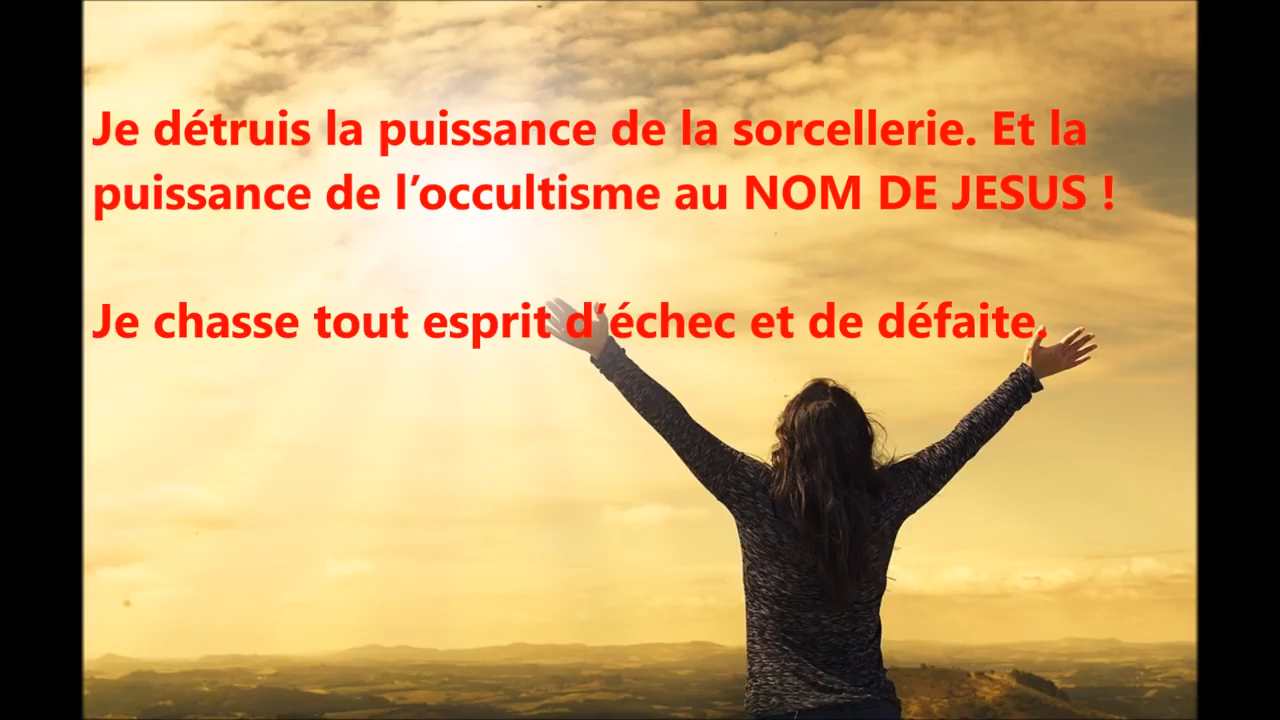 Je détruis la puissance de la sorcellerie. Et la
puissance de l’occultisme au NOM DE JESUS !
Je chasse tout esprit d’échec et de défaite.